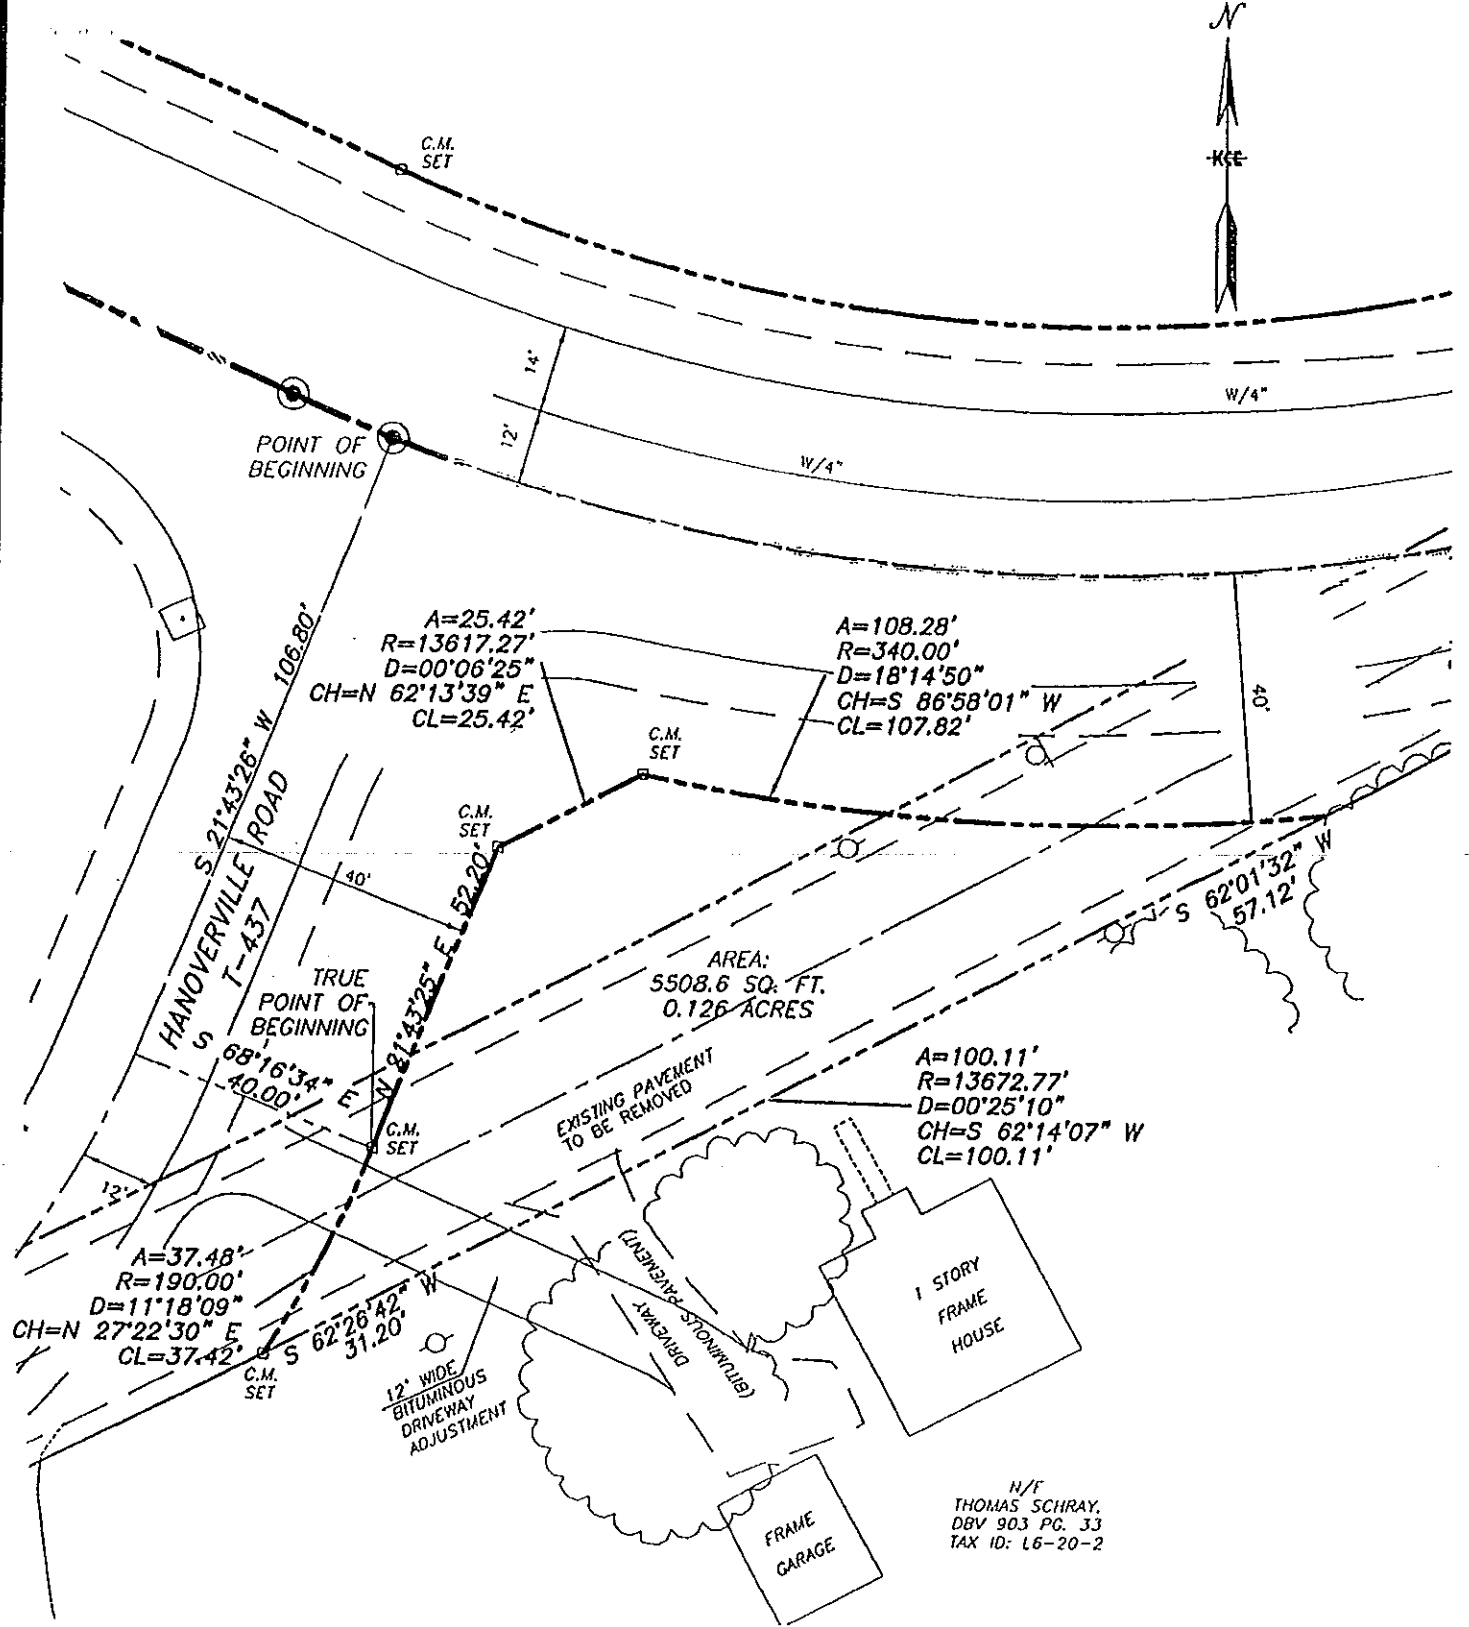 N
KCE
C.M.
SET
14'
12'
W/4"
W/4"
POINT OF
BEGINNING
A=25.42'
R=13617.27'
D=00°06'25"
CH=N 62°13'39" E
CL=25.42'
A=108.28'
R=340.00'
D=18°14'50"
CH=S 86°58'01" W
CL=107.82'
40'
C.M.
SET
C.M.
SET
S 21°43'26" W 106.80'
HANOVERVILLE ROAD
T-437
40'
N 21°43'25" E 52.20'
S 62°01'32" W
57.12'
TRUE
POINT OF
BEGINNING
AREA:
5508.6 SQ. FT.
0.126 ACRES
S 68°16'34" E
40.00'
C.M.
SET
EXISTING PAVEMENT
TO BE REMOVED
A=100.11'
R=13672.77'
D=00°25'10"
CH=S 62°14'07" W
CL=100.11'
12'
A=37.48'
R=190.00'
D=11°18'09"
CH=N 27°22'30" E
CL=37.42'
S 62°26'42" W
31.20'
C.M.
SET
12' WIDE
BITUMINOUS
DRIVEWAY
ADJUSTMENT
DRIVEWAY
(BITUMINOUS PAVEMENT)
1 STORY
FRAME
HOUSE
FRAME
GARAGE
N/F
THOMAS SCHRAY,
DBV 903 PG. 33
TAX ID: L6-20-2